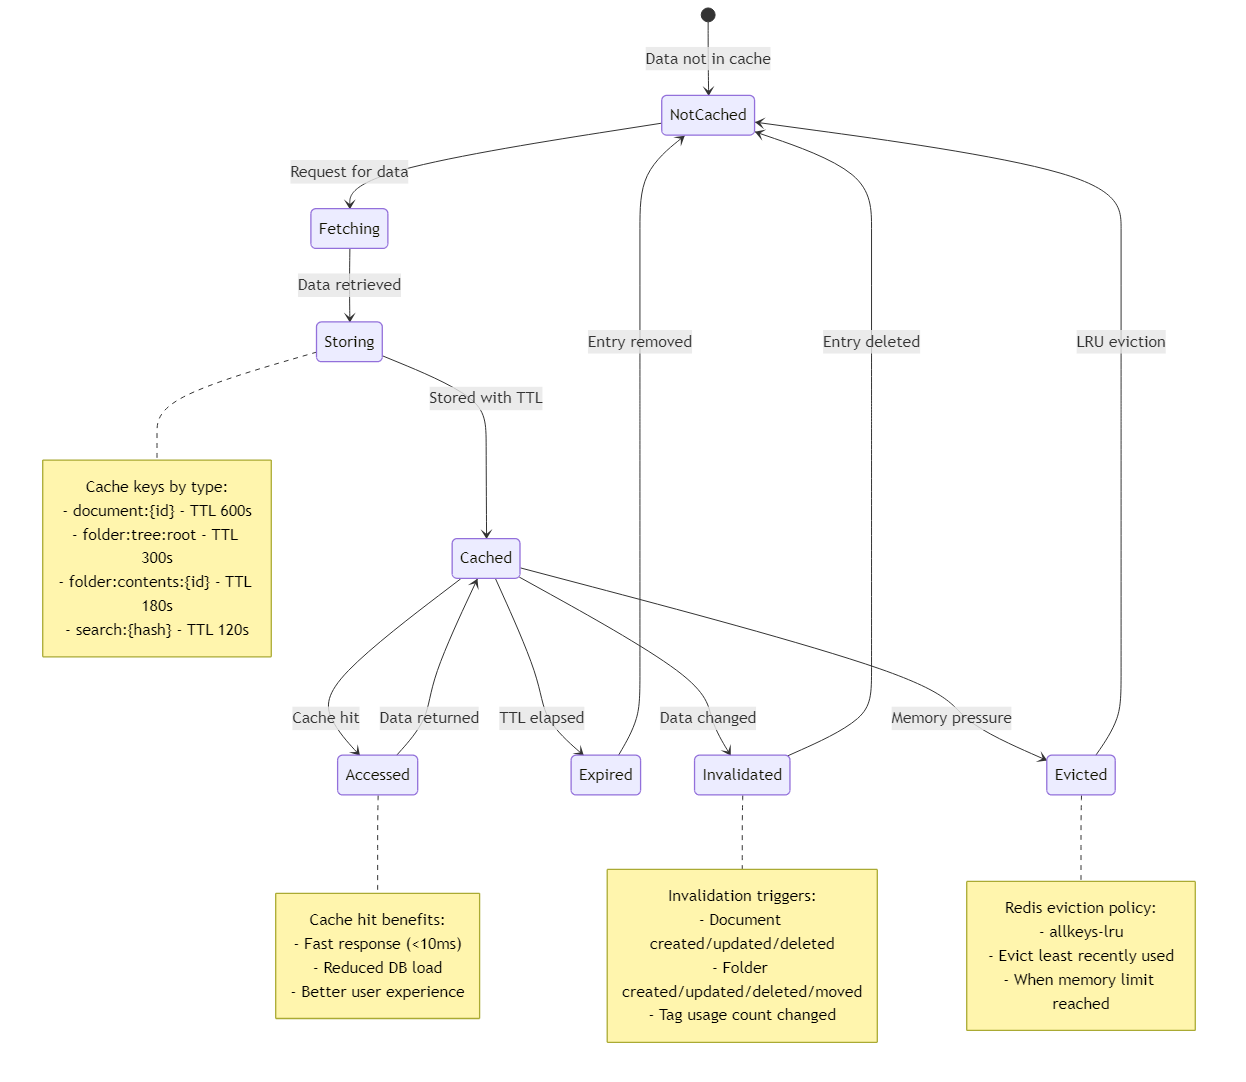 Data not in cache
NotCached
Request for data
Fetching
Data retrieved
Storing
Entry removed
Entry deleted
LRU eviction
Stored with TTL
Cache keys by type:
- document:{id} - TTL 600s
- folder:tree:root - TTL
300s
- folder:contents:{id} - TTL
180s
- search:{hash} - TTL 120s
Cached
Cache hit
Data returned
TTL elapsed
Data changed
Memory pressure
Accessed
Expired
Invalidated
Evicted
Cache hit benefits:
- Fast response (<10ms)
- Reduced DB load
- Better user experience
Invalidation triggers:
- Document
created/updated/deleted
- Folder
created/updated/deleted/moved
- Tag usage count changed
Redis eviction policy:
- allkeys-lru
- Evict least recently used
- When memory limit
reached